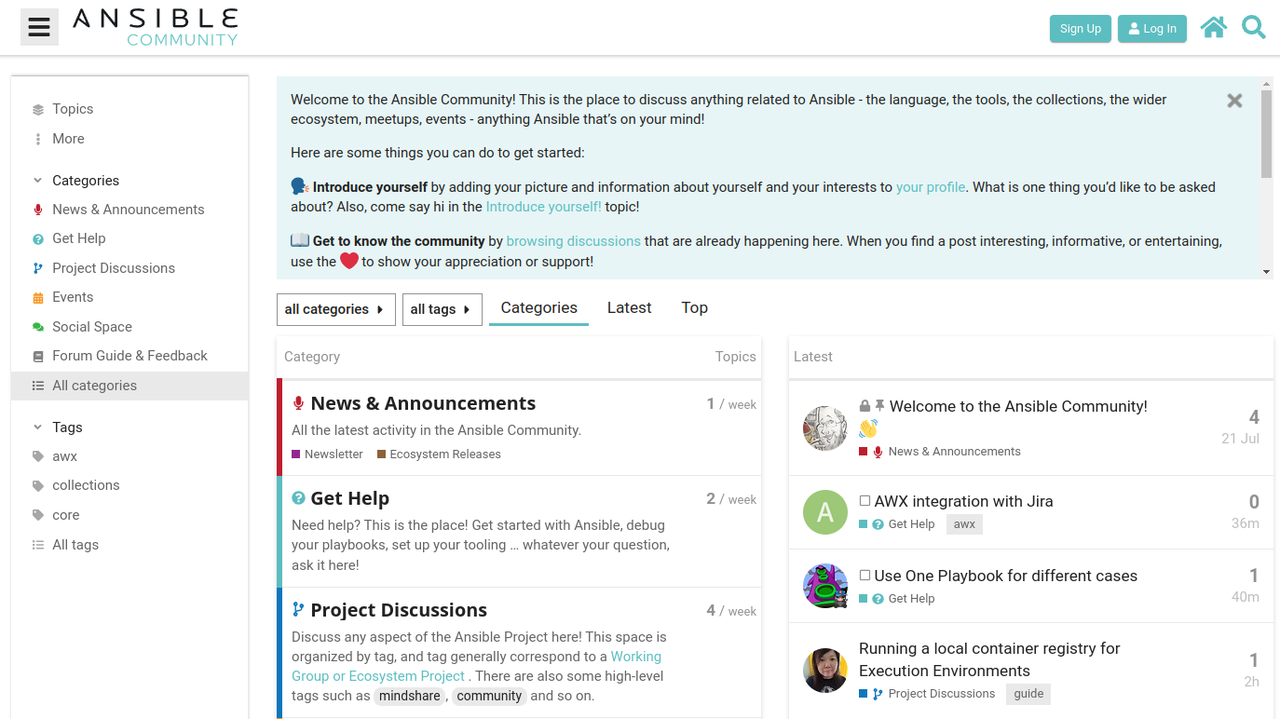 ANSIBLE
COMMUNITY
Sign Up
Log In
Topics
More
Categories
News & Announcements
Get Help
Project Discussions
Events
Social Space
Forum Guide & Feedback
All categories
Tags
awx
collections
core
All tags
Welcome to the Ansible Community! This is the place to discuss anything related to Ansible - the language, the tools, the collections, the wider
ecosystem, meetups, events - anything Ansible that’s on your mind!
Here are some things you can do to get started:
Introduce yourself by adding your picture and information about yourself and your interests to your profile. What is one thing you’d like to be asked
about? Also, come say hi in the Introduce yourself! topic!
Get to know the community by browsing discussions that are already happening here. When you find a post interesting, informative, or entertaining,
use the ❤️ to show your appreciation or support!
all categories
all tags
Categories
Latest
Top
Category Topics
News & Announcements 1 / week
All the latest activity in the Ansible Community.
Newsletter Ecosystem Releases
Get Help 2 / week
Need help? This is the place! Get started with Ansible, debug
your playbooks, set up your tooling … whatever your question,
ask it here!
Project Discussions 4 / week
Discuss any aspect of the Ansible Project here! This space is
organized by tag, and tag generally correspond to a Working
Group or Ecosystem Project . There are also some high-level
tags such as mindshare , community and so on.
Latest
Welcome to the Ansible Community! 4
👋 21 Jul
News & Announcements
A
AWX integration with Jira 0
Get Help awx 36m
Use One Playbook for different cases 1
Get Help 40m
Running a local container registry for
Execution Environments 1
Project Discussions guide 2h